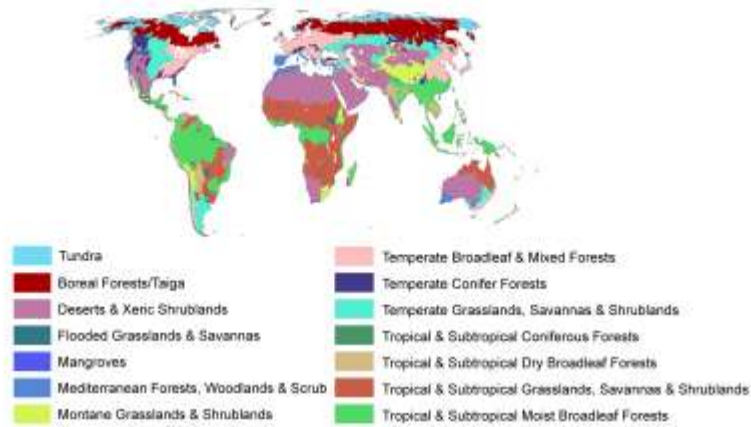 Tundra
Boreal Forests/Taiga
Deserts & Xeric Shrublands
Flooded Grasslands & Savannas
Mangroves
Mediterranean Forests, Woodlands & Scrub
Montane Grasslands & Shrublands
Temperate Broadleaf & Mixed Forests
Temperate Conifer Forests
Temperate Grasslands, Savannas & Shrublands
Tropical & Subtropical Coniferous Forests
Tropical & Subtropical Dry Broadleaf Forests
Tropical & Subtropical Grasslands, Savannas & Shrublands
Tropical & Subtropical Moist Broadleaf Forests